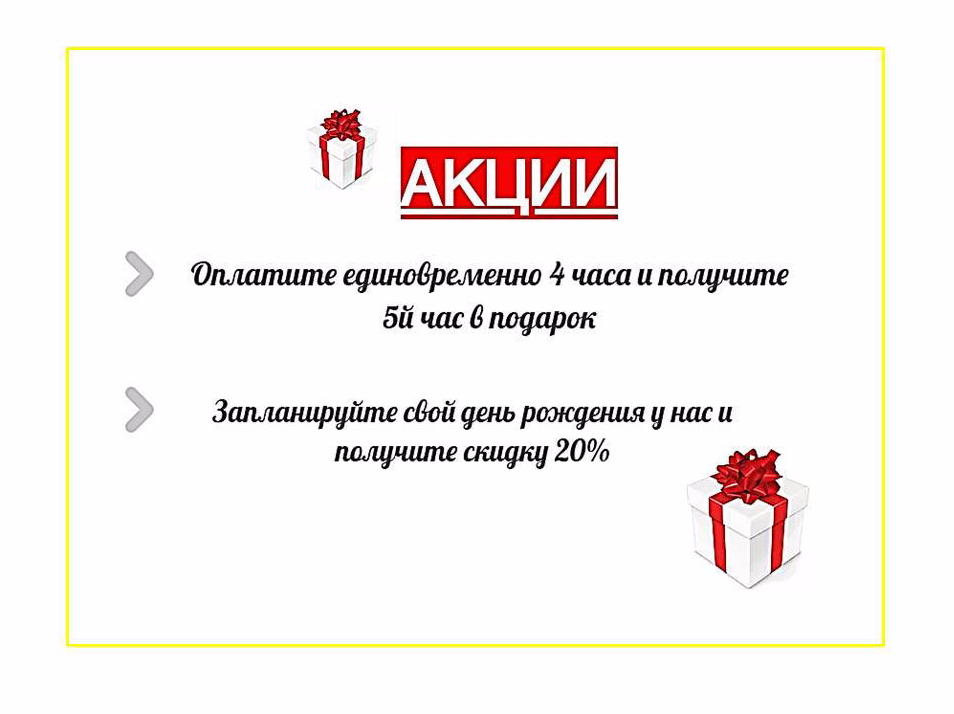 АКЦИИ
Оплатите единовременно 4 часа и получите
5й час в подарок
Запланируйте свой день рождения у нас и
получите скидку 20%